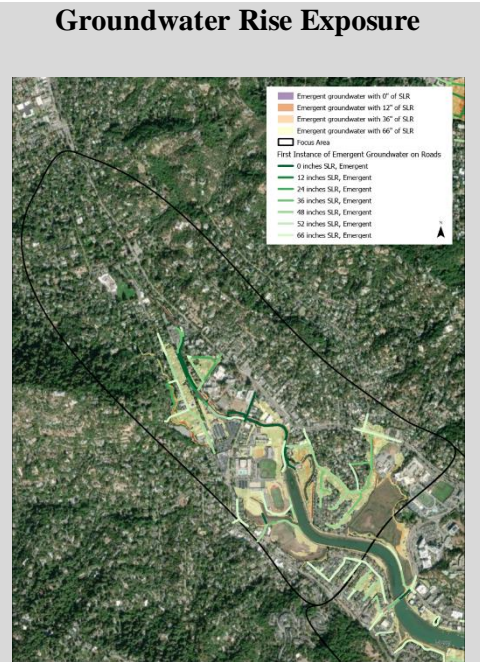 Groundwater Rise Exposure
Emergent groundwater with 0" of SLR
Emergent groundwater with 12" of SLR
Emergent groundwater with 36" of SLR
Emergent groundwater with 66" of SLR
Focus Area
First Instance of Emergent Groundwater on Roads
0 inches SLR, Emergent
12 inches SLR, Emergent
24 inches SLR, Emergent
36 inches SLR, Emergent
48 inches SLR, Emergent
52 inches SLR, Emergent
66 inches SLR, Emergent
N